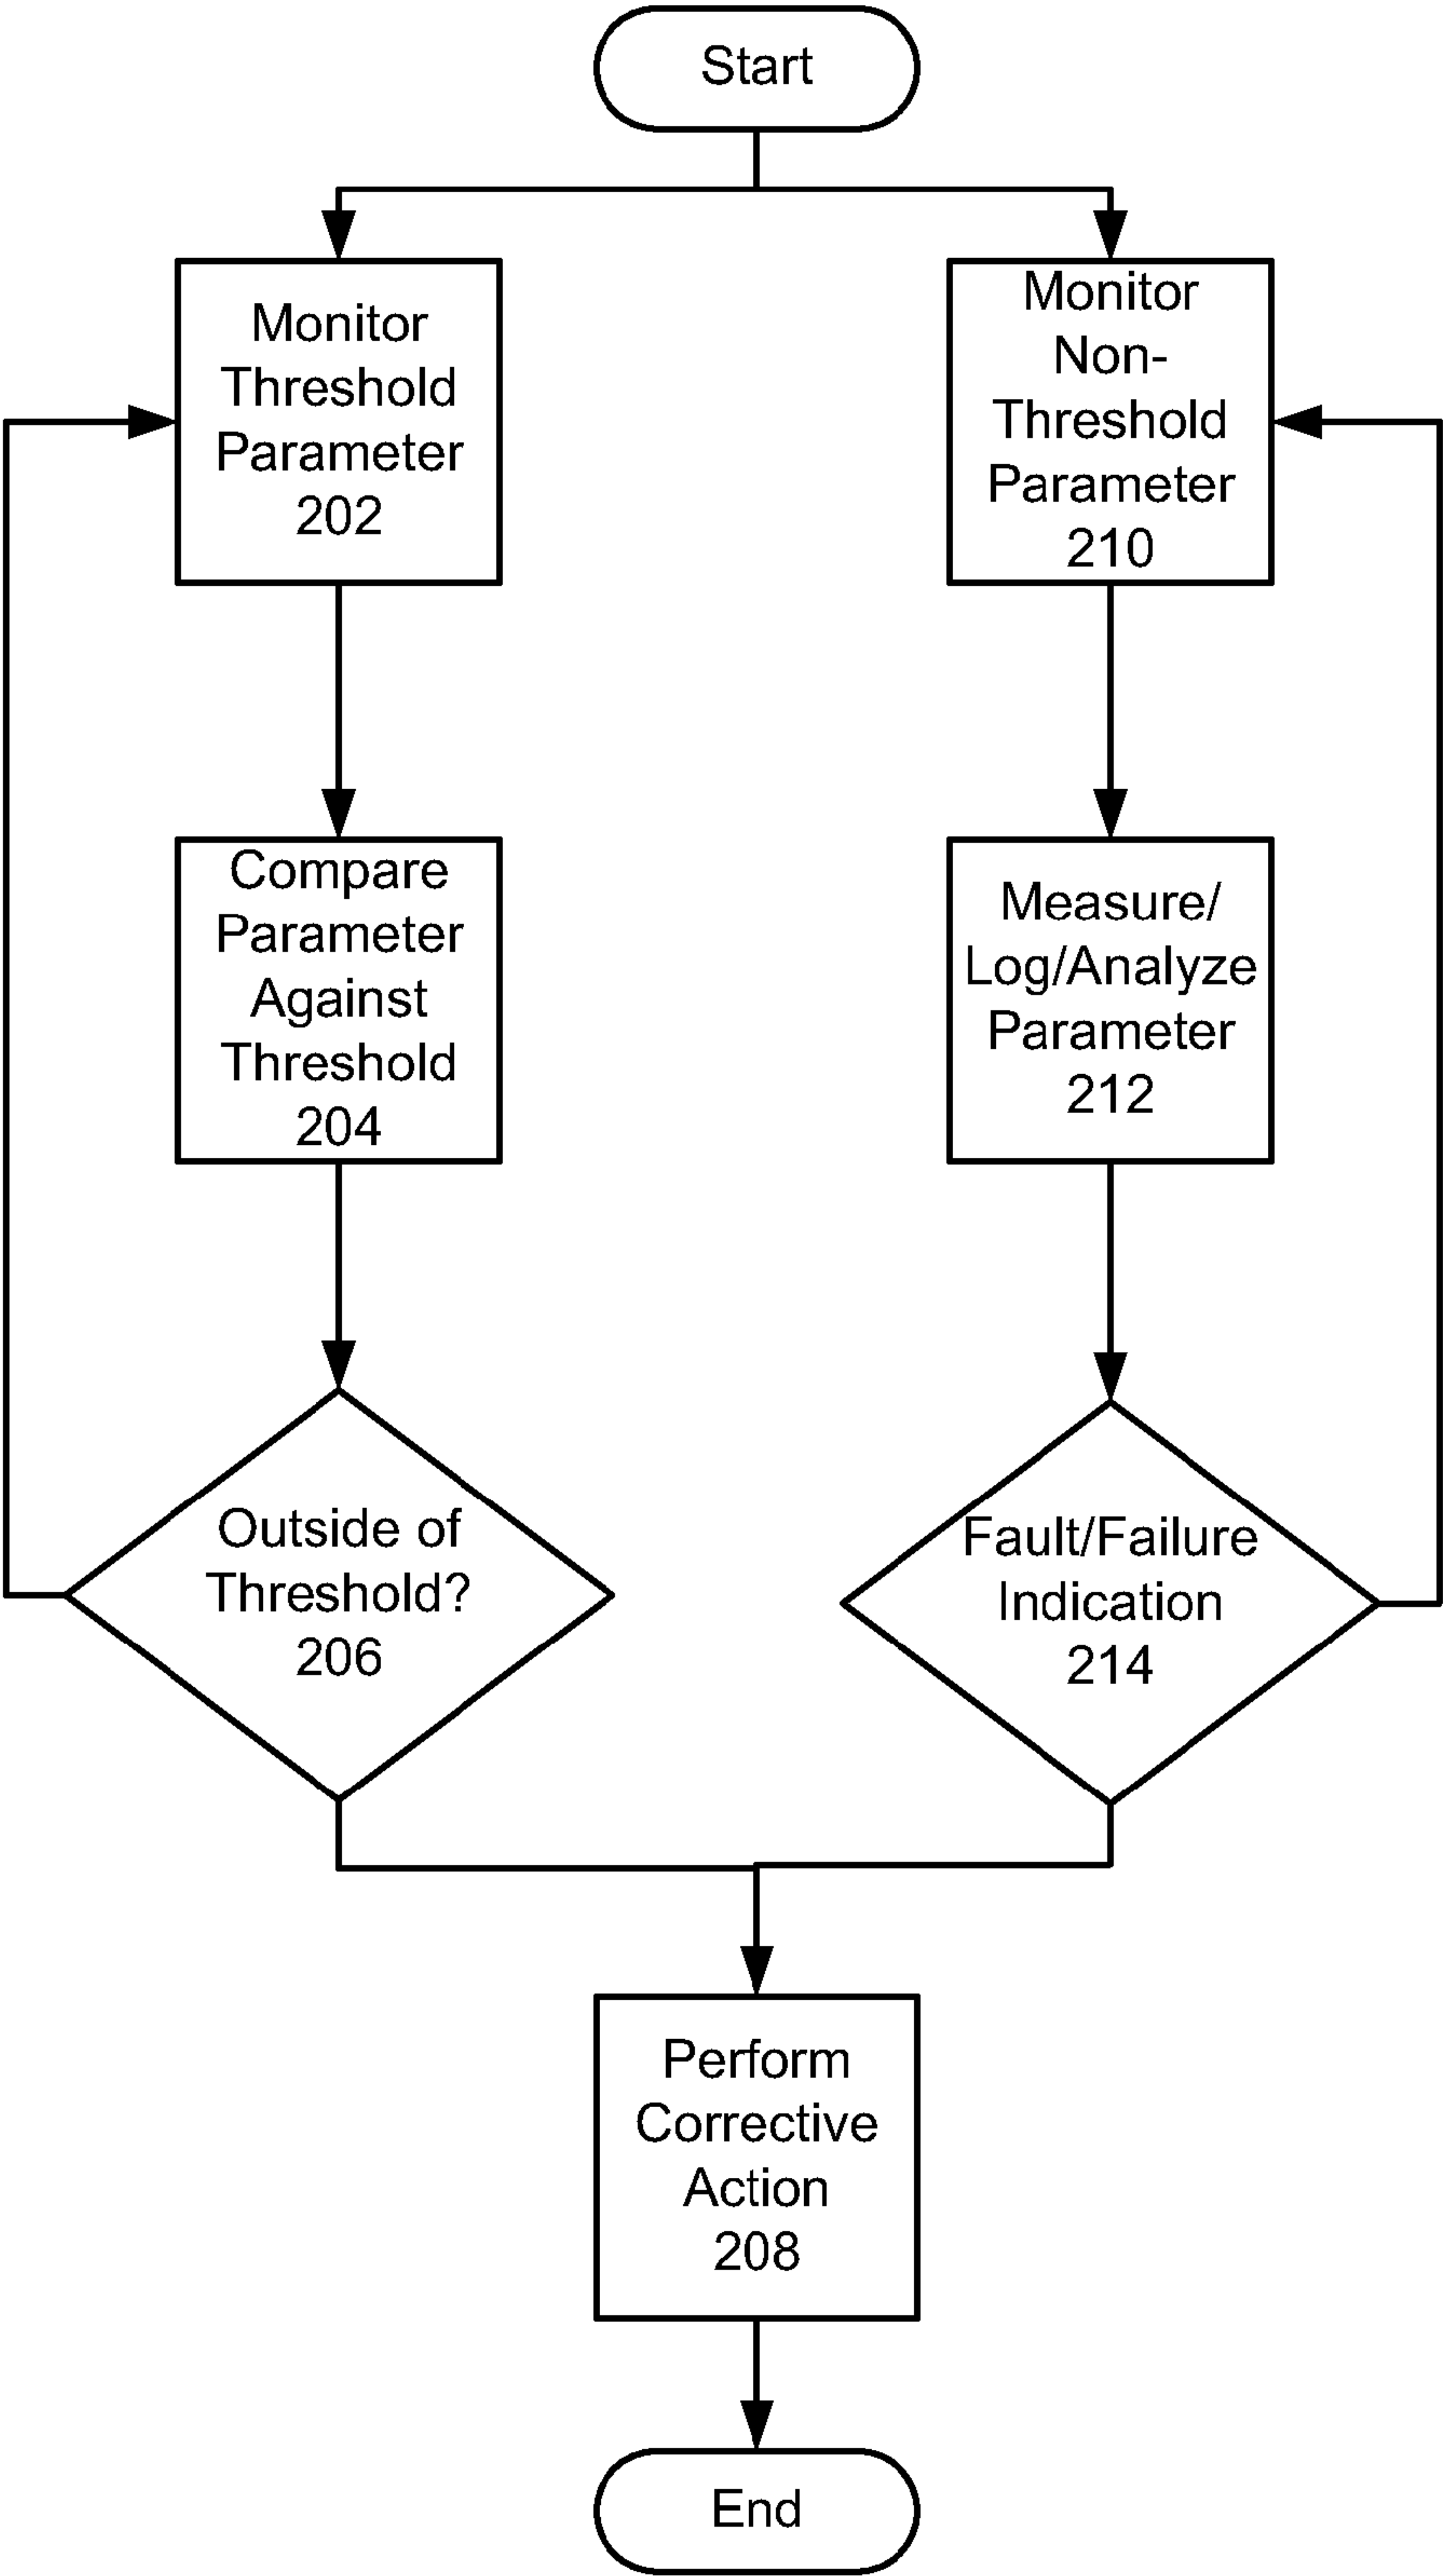 Start
Monitor
Threshold
Parameter
202
Monitor
Non-
Threshold
Parameter
210
Compare
Parameter
Against
Threshold
204
Measure/
Log/Analyze
Parameter
212
Outside of
Threshold?
206
Fault/Failure
Indication
214
Perform
Corrective
Action
208
End